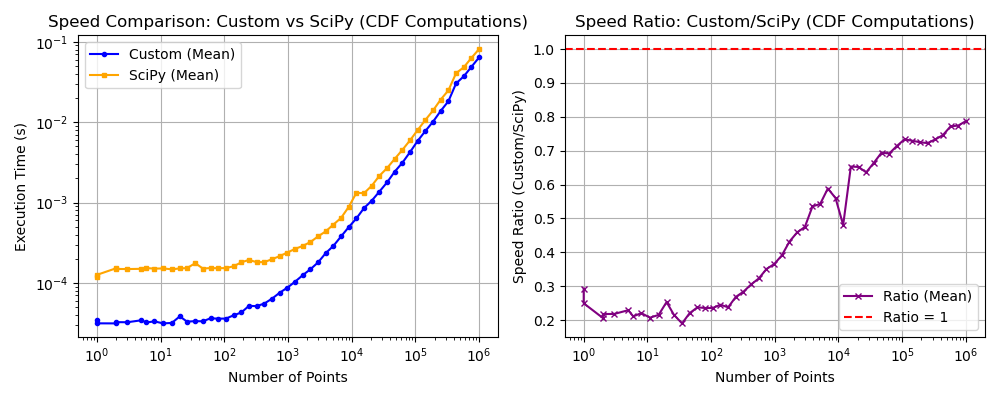 Speed Comparison: Custom vs SciPy (CDF Computations)
Custom (Mean)
SciPy (Mean)
Execution Time (s)
10⁻¹
10⁻²
10⁻³
10⁻⁴
10⁰ 10¹ 10² 10³ 10⁴ 10⁵ 10⁶
Number of Points
Speed Ratio: Custom/SciPy (CDF Computations)
Speed Ratio (Custom/SciPy)
1.0
0.9
0.8
0.7
0.6
0.5
0.4
0.3
0.2
Ratio (Mean)
Ratio = 1
10⁰ 10¹ 10² 10³ 10⁴ 10⁵ 10⁶
Number of Points